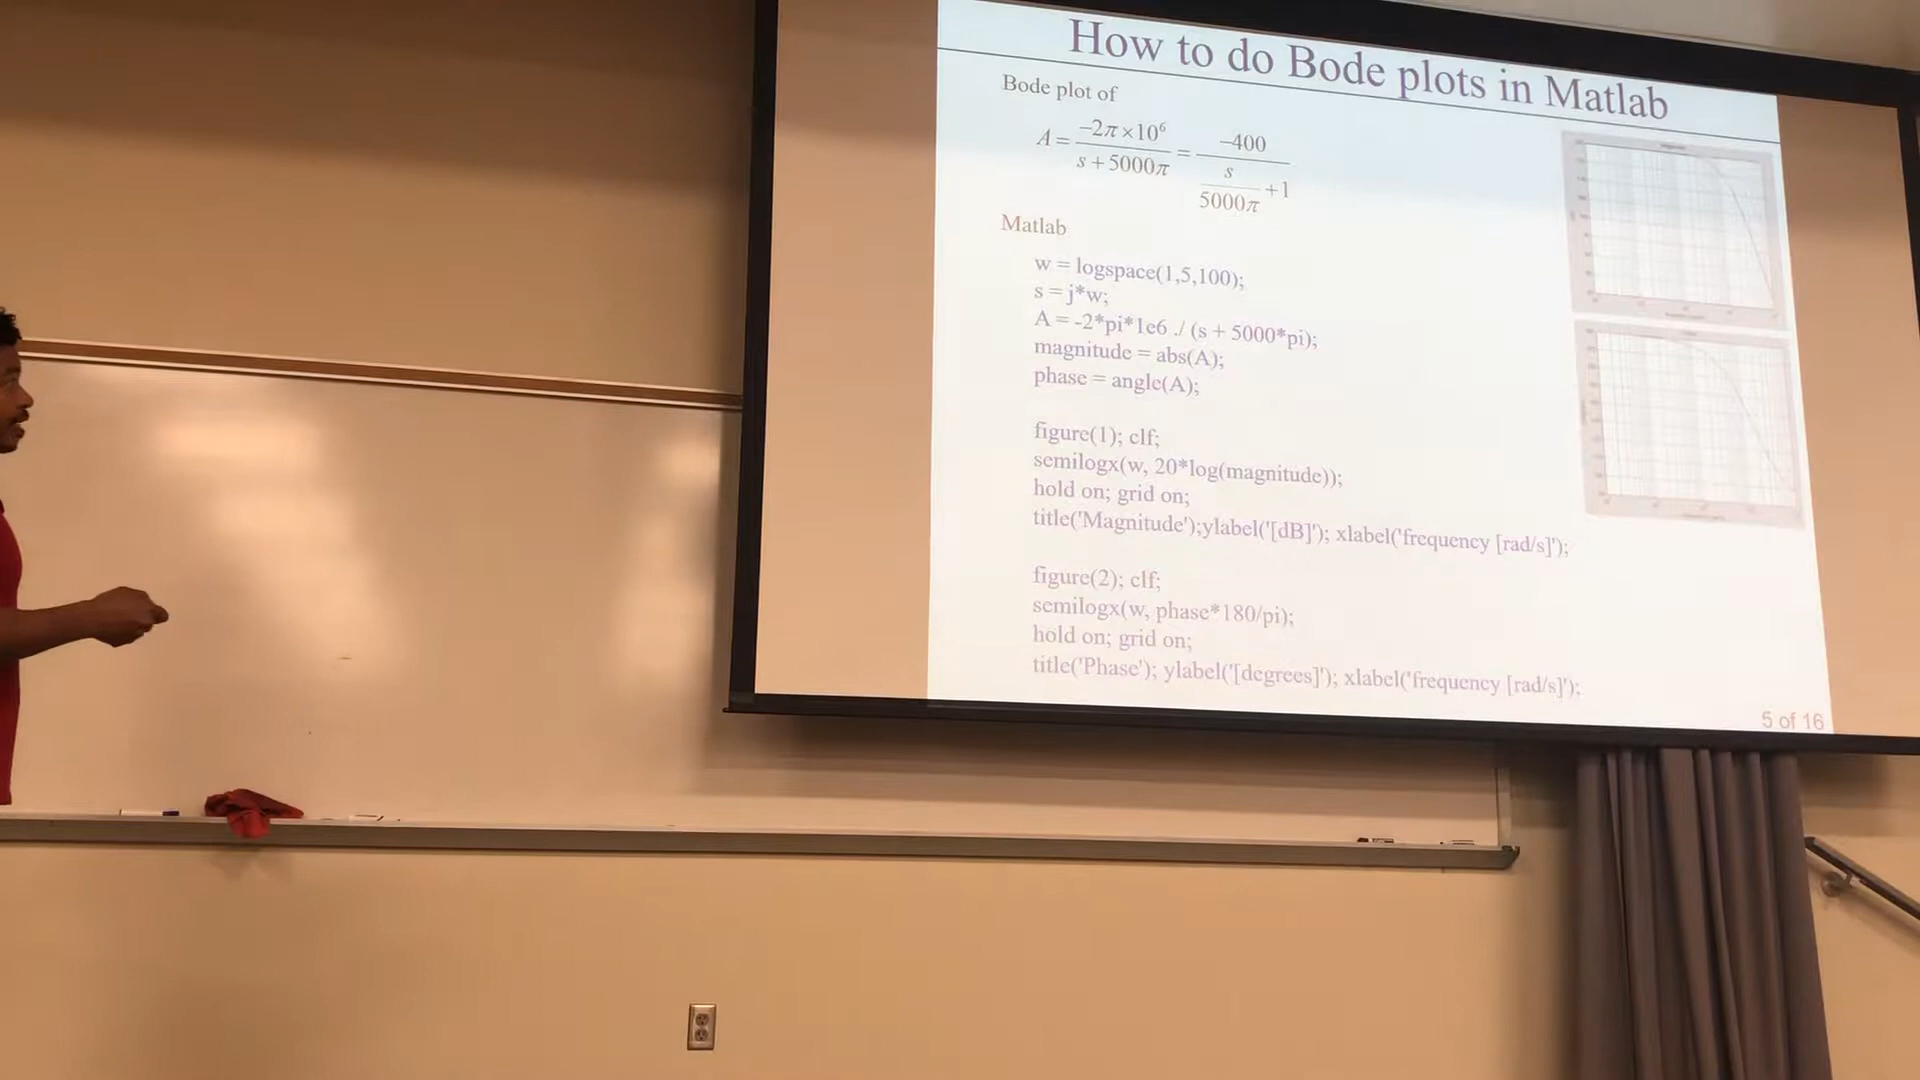 How to do Bode plots in Matlab
Bode plot of
A = −2π×10⁶ / s + 5000π = −400 / s / 5000π +1
Matlab
w = logspace(1,5,100);
s = j*w;
A = -2*pi*1e6 ./ (s + 5000*pi);
magnitude = abs(A);
phase = angle(A);
figure(1); clf;
semilogx(w, 20*log(magnitude));
hold on; grid on;
title('Magnitude');ylabel('[dB]'); xlabel('frequency [rad/s]');
figure(2); clf;
semilogx(w, phase*180/pi);
hold on; grid on;
title('Phase'); ylabel('[degrees]'); xlabel('frequency [rad/s]');
5 of 16